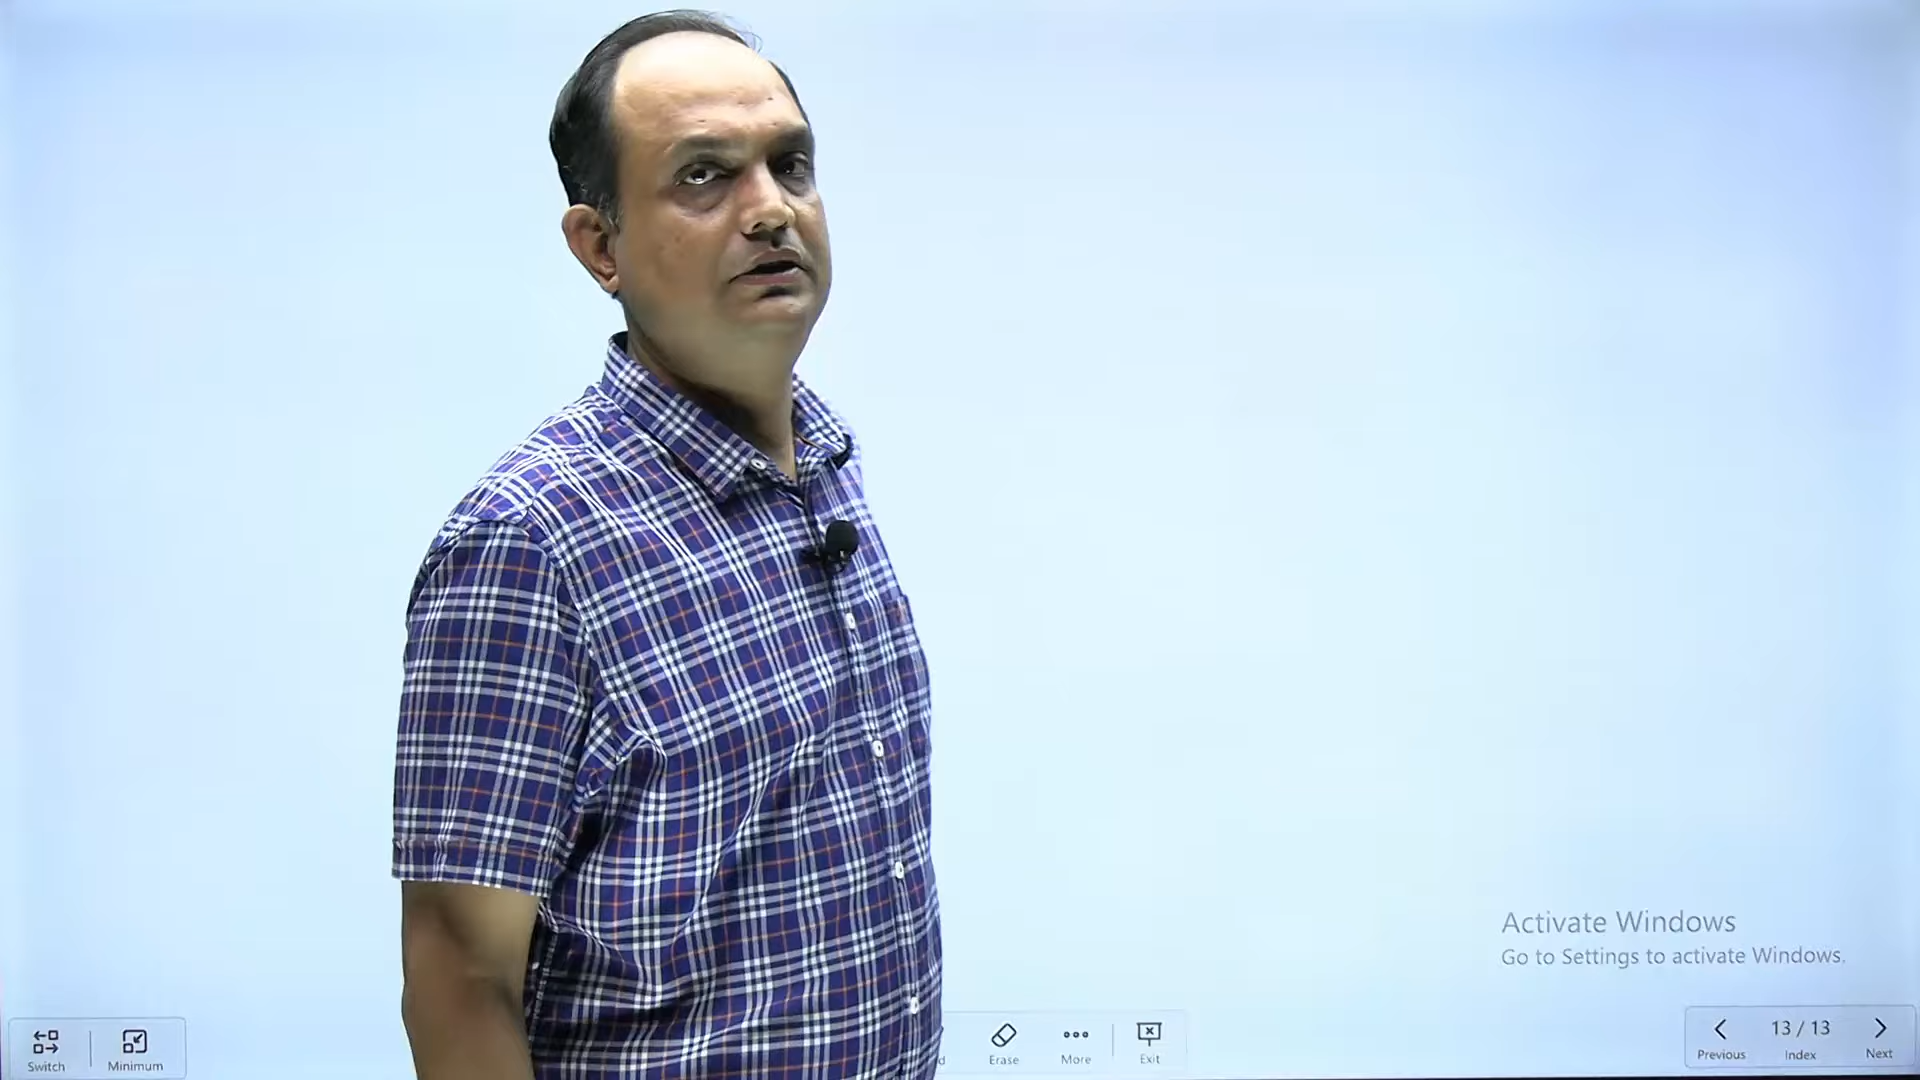 Activate Windows
Go to Settings to activate Windows.
Switch
Minimum
Erase
More
Exit
Previous
13 / 13
Index
Next